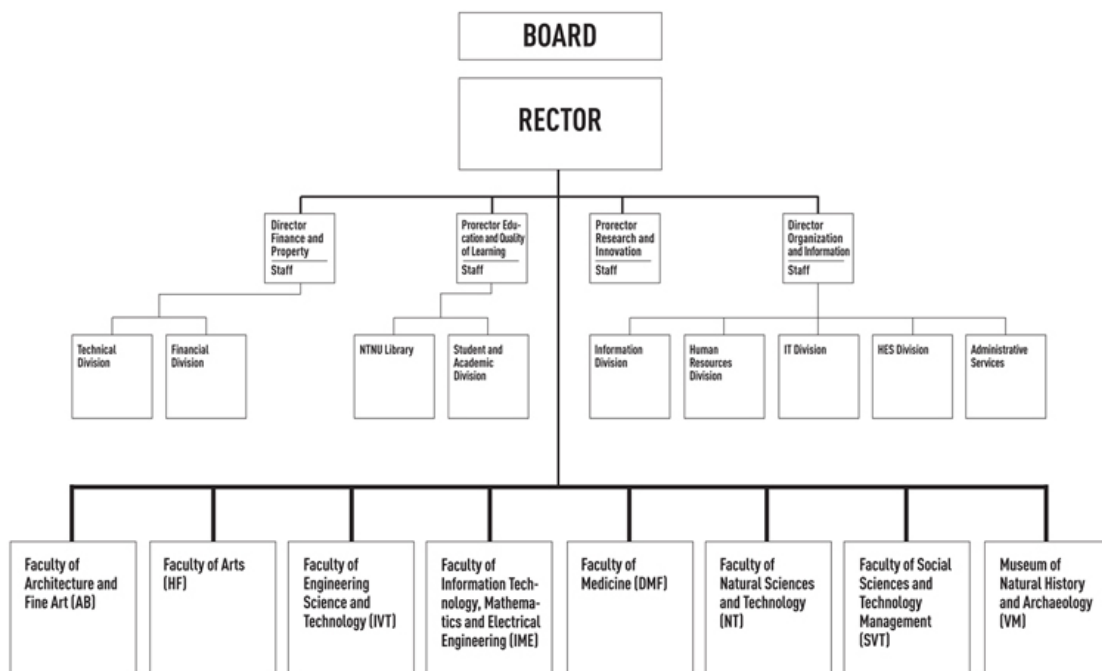 BOARD
RECTOR
Director
Finance and
Property
Staff
Prorector Edu-
cation and Quality
of Learning
Staff
Prorector
Research and
Innovation
Staff
Director
Organization
and Information
Staff
Technical
Division
Financial
Division
NTNU Library
Student and
Academic
Division
Information
Division
Human
Resources
Division
IT Division
HES Division
Administrative
Services
Faculty of
Architecture and
Fine Art (AB)
Faculty of Arts
(HF)
Faculty of
Engineering
Science and
Technology (IVT)
Faculty of
Information Tech-
nology, Mathema-
tics and Electrical
Engineering (IME)
Faculty of
Medicine (DMF)
Faculty of
Natural Sciences
and Technology
(NT)
Faculty of Social
Sciences and
Technology
Management
(SVT)
Museum of
Natural History
and Archaeology
(VM)